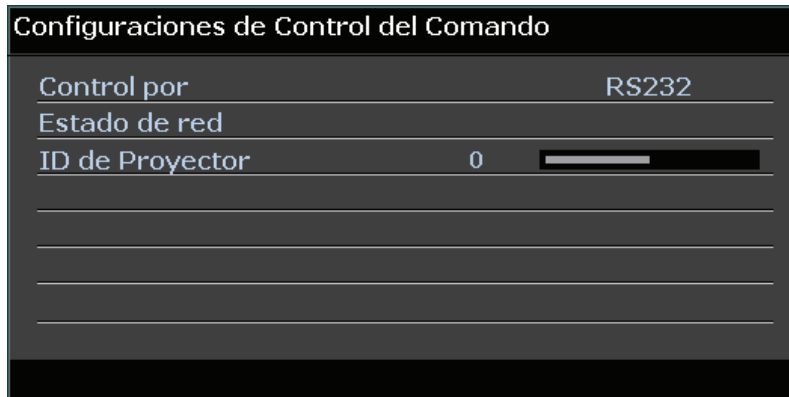 Configuraciones de Control del Comando
Control por RS232
Estado de red
ID de Proyector 0